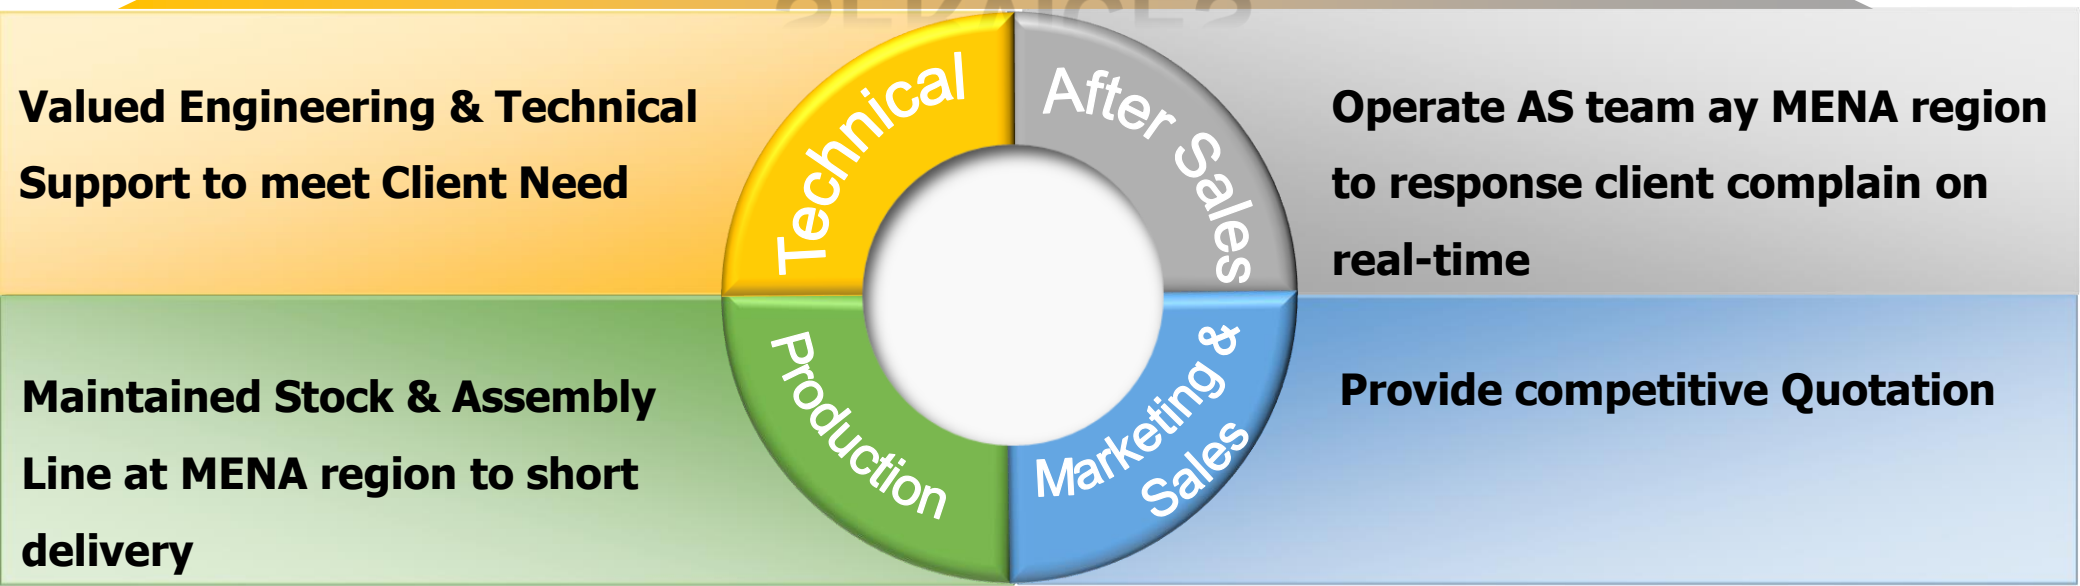 SERVICES
Valued Engineering & Technical
Support to meet Client Need
Technical
After Sales
Operate AS team ay MENA region
to response client complain on
real-time
Maintained Stock & Assembly
Line at MENA region to short
delivery
Production
Marketing &
Sales
Provide competitive Quotation